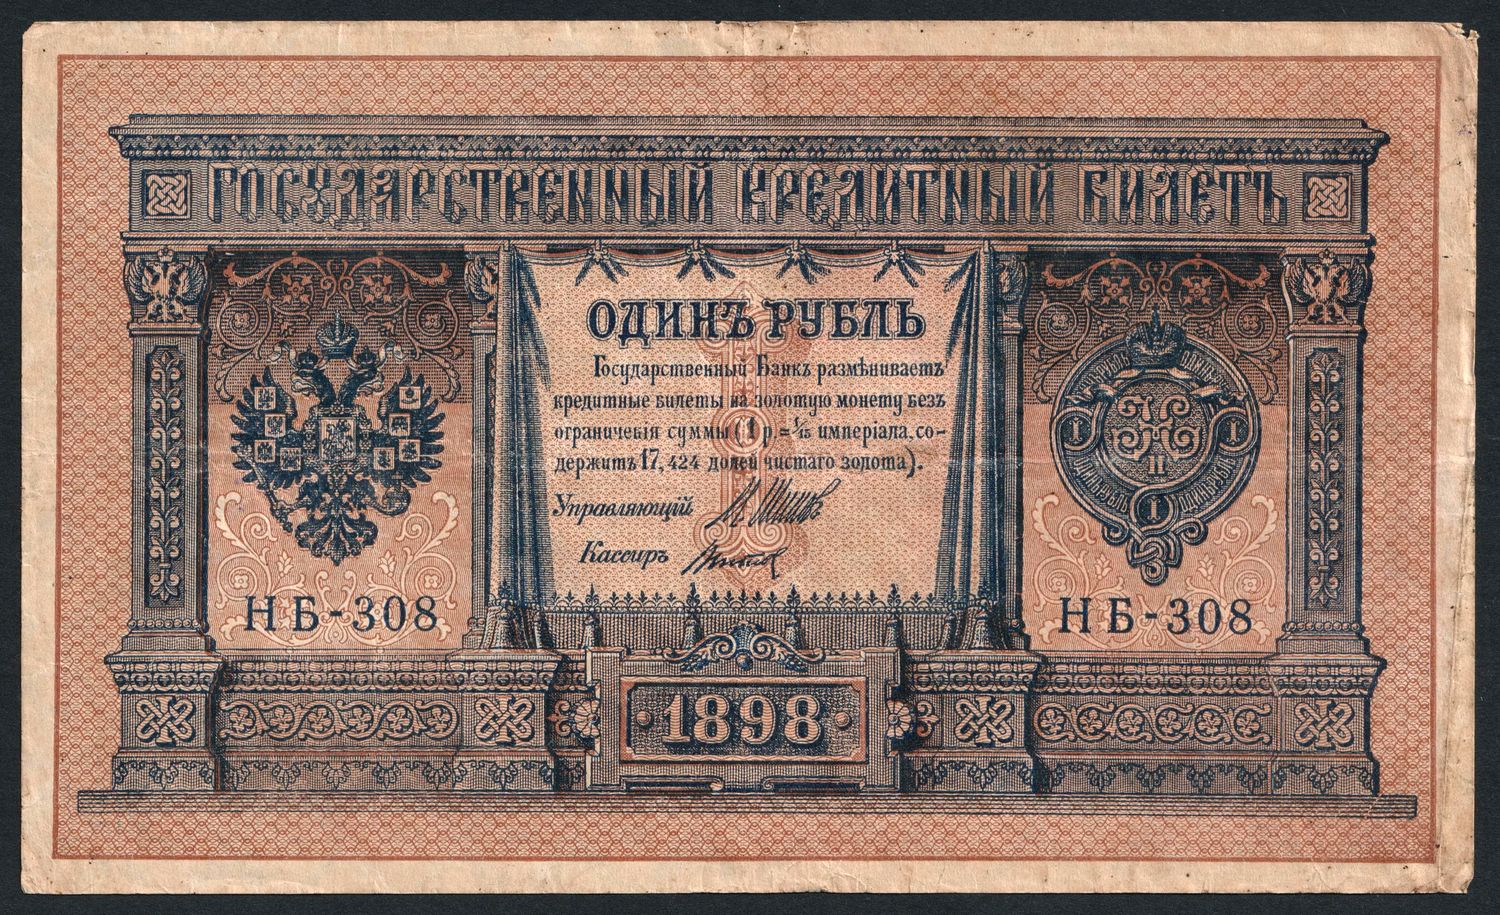 ГОСУДАРСТВЕННЫЙ КРЕДИТНЫЙ БИЛЕТЪ
ОДИНЪ РУБЛЬ
Государственный Банкъ размѣниваетъ
кредитные билеты на золотую монету безъ
ограниченія суммы (1 р. = 1/15 имперіала, со-
держитъ 17,424 долей чистаго золота).
Управляющій
Кассиръ
НБ-308
НБ-308
1898